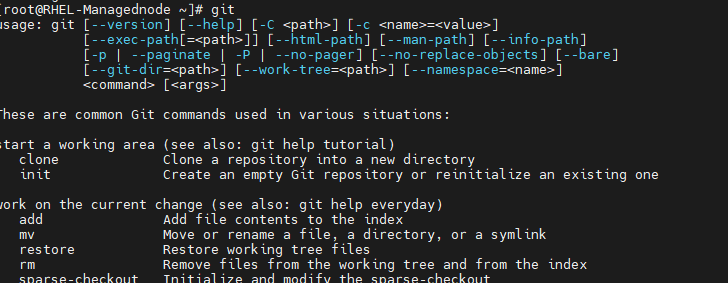 [root@RHEL-Managednode ~]# git
usage: git [--version] [--help] [-C <path>] [-c <name>=<value>]
           [--exec-path[=<path>]] [--html-path] [--man-path] [--info-path]
           [-p | --paginate | -P | --no-pager] [--no-replace-objects] [--bare]
           [--git-dir=<path>] [--work-tree=<path>] [--namespace=<name>]
           <command> [<args>]
These are common Git commands used in various situations:
start a working area (see also: git help tutorial)
   clone             Clone a repository into a new directory
   init              Create an empty Git repository or reinitialize an existing one
work on the current change (see also: git help everyday)
   add               Add file contents to the index
   mv                Move or rename a file, a directory, or a symlink
   restore           Restore working tree files
   rm                Remove files from the working tree and from the index
   sparse-checkout   Initialize and modify the sparse-checkout